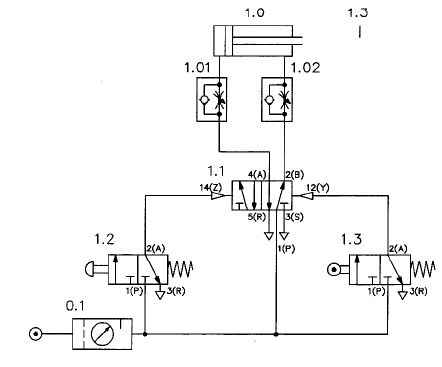 1.0
1.3
1.01
1.02
1.1
4(A)
2(B)
14(Z)
12(Y)
5(R)
3(S)
1(P)
1.2
2(A)
1(P)
3(R)
1.3
2(A)
1(P)
3(R)
0.1